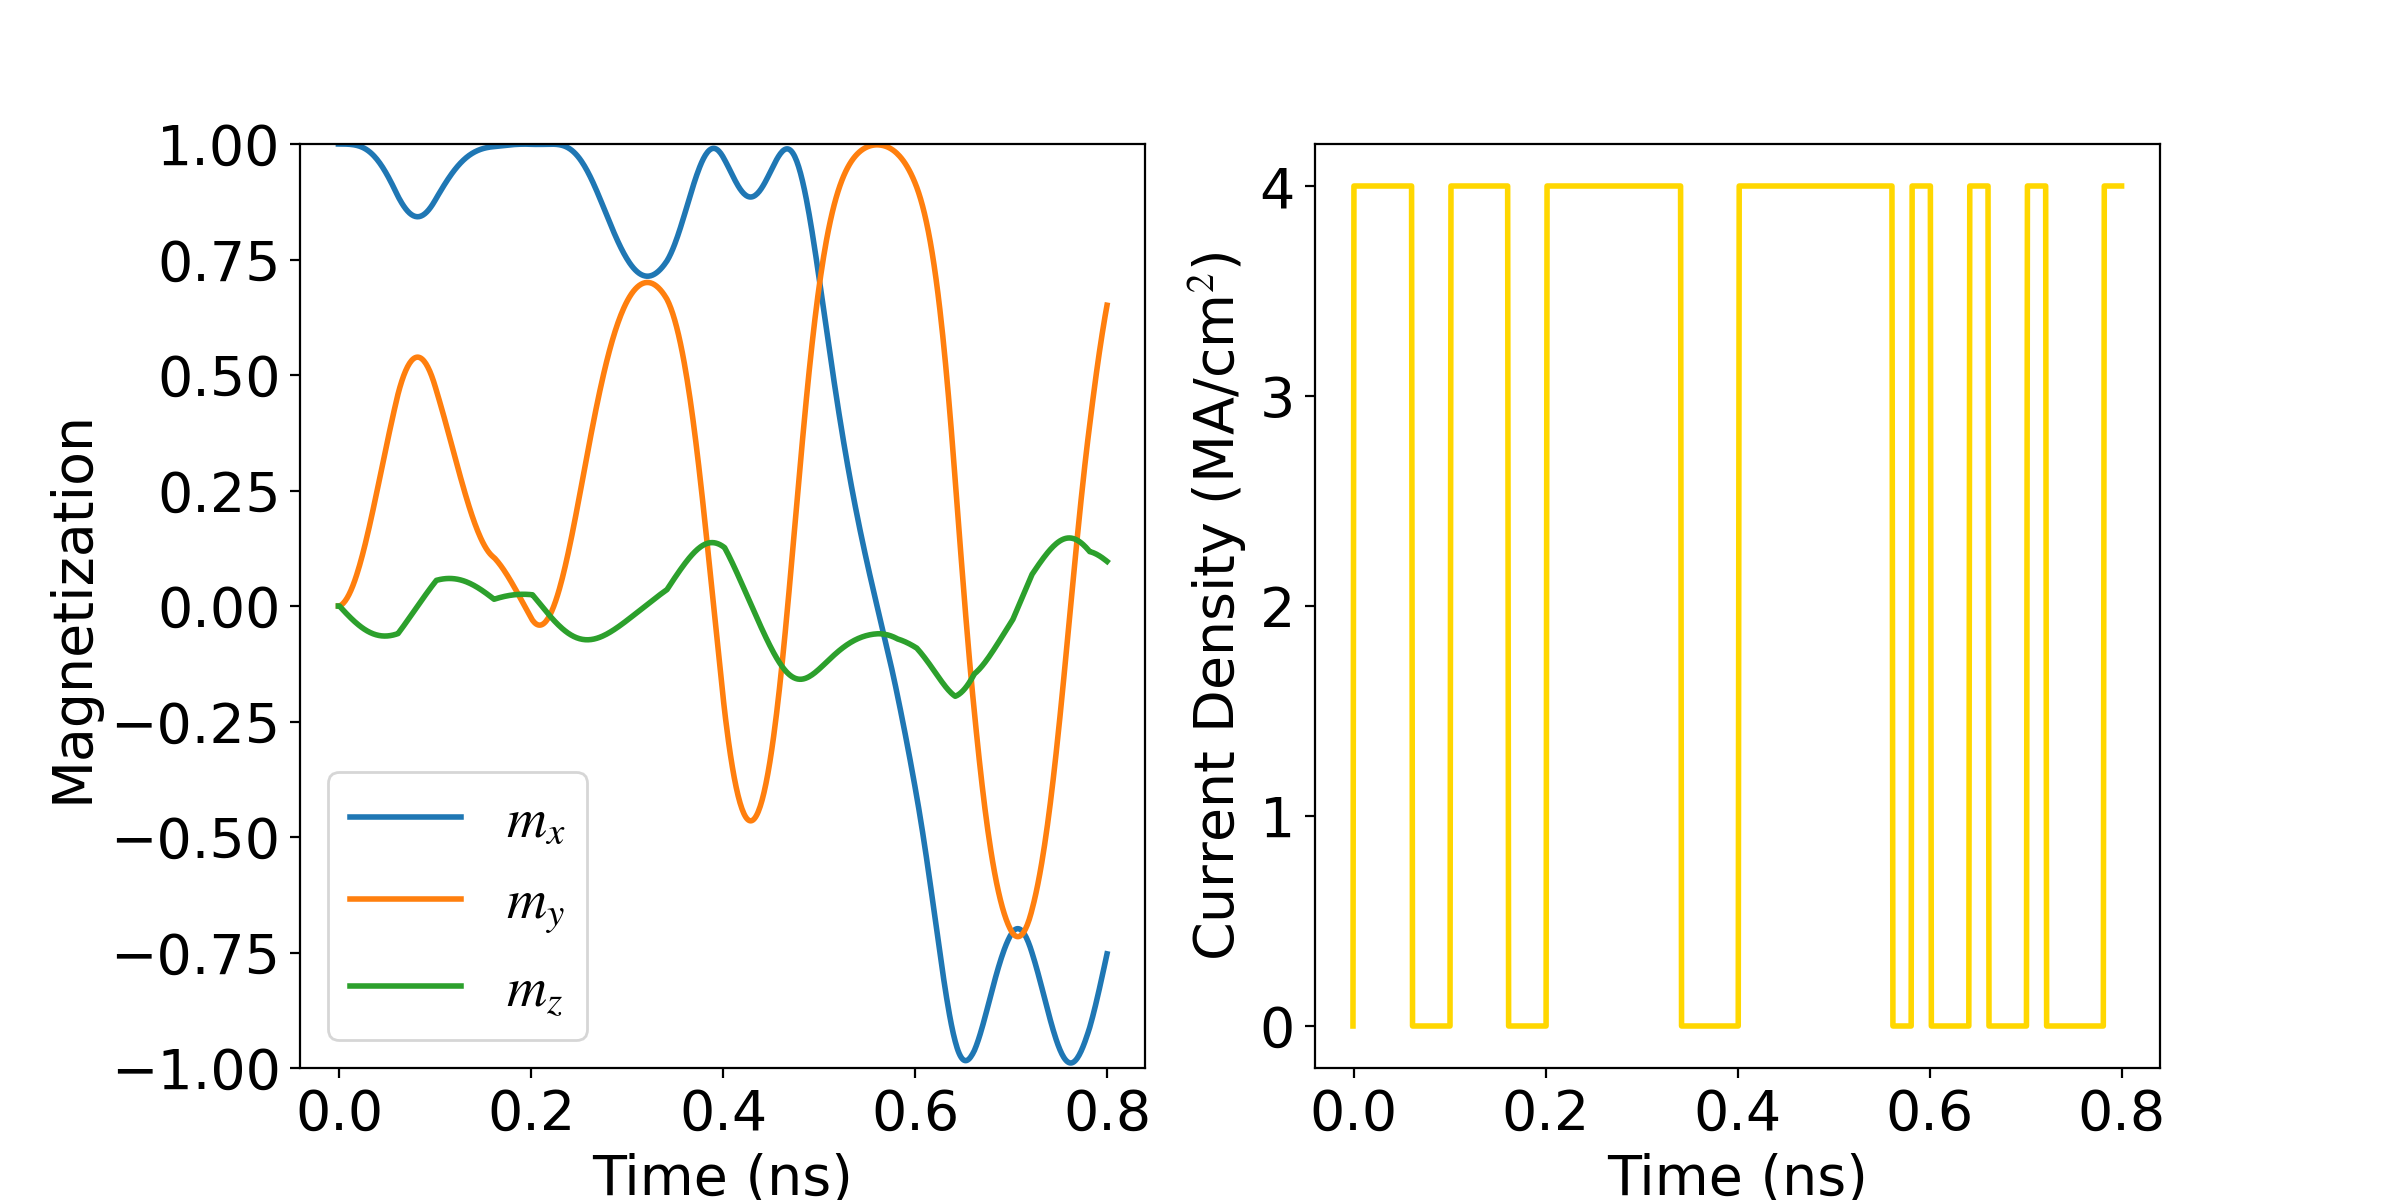 1.00
0.75
0.50
0.25
0.00
−0.25
−0.50
−0.75
−1.00
Magnetization
m_x
m_y
m_z
0.0 0.2 0.4 0.6 0.8
Time (ns)
4
3
2
1
0
Current Density (MA/cm²)
0.0 0.2 0.4 0.6 0.8
Time (ns)